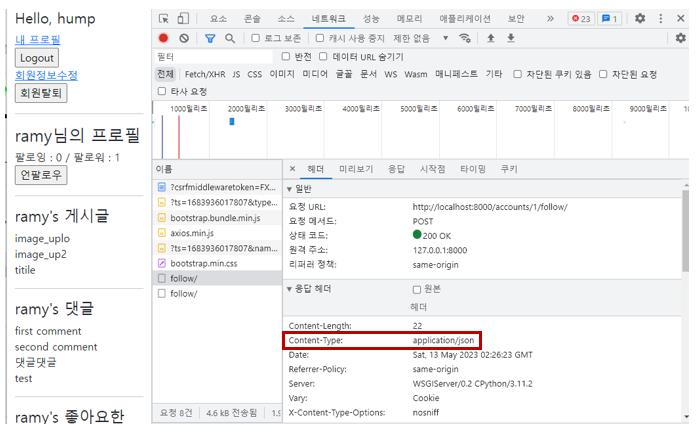 Hello, hump
내 프로필
Logout
회원정보수정
회원탈퇴
ramy님의 프로필
팔로잉 : 0 / 팔로워 : 1
언팔로우
ramy's 게시글
image_uplo
image_up2
titile
ramy's 댓글
first comment
second comment
댓글댓글
test
ramy's 좋아요한
요소 콘솔 소스 네트워크 성능 메모리 애플리케이션 보안 » 23 1
로그 보존 캐시 사용 중지 제한 없음
필터 반전 데이터 URL 숨기기
전체 Fetch/XHR JS CSS 이미지 미디어 글꼴 문서 WS Wasm 매니페스트 기타 차단된 쿠키 있음 차단된 요청
타사 요청
1000밀리초 2000밀리초 3000밀리초 4000밀리초 5000밀리초 6000밀리초 7000밀리초 8000밀리초 9000밀리초
이름
?csrfmiddlewaretoken=FX...
?ts=1683936017807&type...
bootstrap.bundle.min.js
axios.min.js
?ts=1683936017807&nam...
bootstrap.min.css
follow/
follow/
요청 8건 4.6 kB 전송됨
× 헤더 미리보기 응답 시작점 타이밍 쿠키
▼ 일반
요청 URL: http://localhost:8000/accounts/1/follow/
요청 메서드: POST
상태 코드: 200 OK
원격 주소: 127.0.0.1:8000
리퍼러 정책: same-origin
▼ 응답 헤더 원본
헤더
Content-Length: 22
Content-Type: application/json
Date: Sat, 13 May 2023 02:26:23 GMT
Referrer-Policy: same-origin
Server: WSGIServer/0.2 CPython/3.11.2
Vary: Cookie
X-Content-Type-Options: nosniff